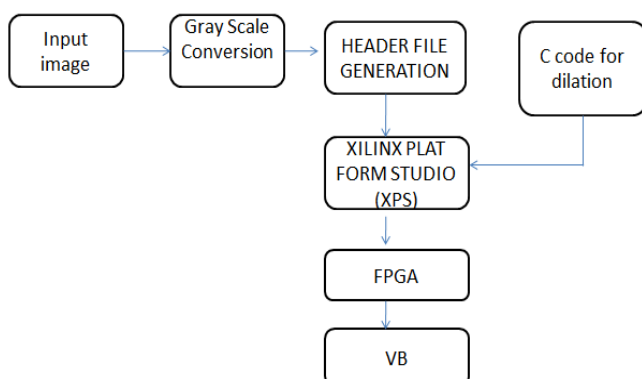 Input
image
Gray Scale
Conversion
HEADER FILE
GENERATION
C code for
dilation
XILINX PLAT
FORM STUDIO
(XPS)
FPGA
VB